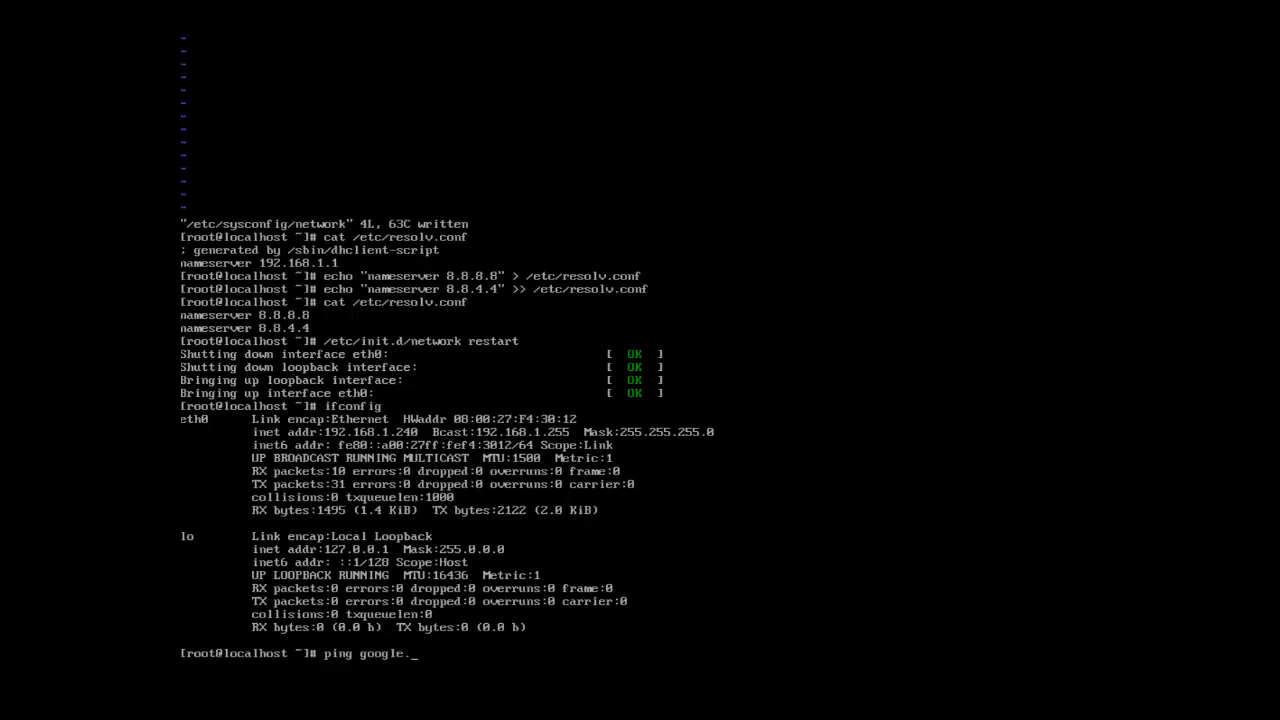 ~
~
~
~
~
~
~
~
~
~
~
~
~
~
"/etc/sysconfig/network" 4L, 63C written
[root@localhost ~]# cat /etc/resolv.conf
; generated by /sbin/dhclient-script
nameserver 192.168.1.1
[root@localhost ~]# echo "nameserver 8.8.8.8" > /etc/resolv.conf
[root@localhost ~]# echo "nameserver 8.8.4.4" >> /etc/resolv.conf
[root@localhost ~]# cat /etc/resolv.conf
nameserver 8.8.8.8
nameserver 8.8.4.4
[root@localhost ~]# /etc/init.d/network restart
Shutting down interface eth0:                              [  OK  ]
Shutting down loopback interface:                          [  OK  ]
Bringing up loopback interface:                            [  OK  ]
Bringing up interface eth0:                                [  OK  ]
[root@localhost ~]# ifconfig
eth0      Link encap:Ethernet  HWaddr 08:00:27:F4:30:12
          inet addr:192.168.1.240  Bcast:192.168.1.255  Mask:255.255.255.0
          inet6 addr: fe80::a00:27ff:fef4:3012/64 Scope:Link
          UP BROADCAST RUNNING MULTICAST  MTU:1500  Metric:1
          RX packets:10 errors:0 dropped:0 overruns:0 frame:0
          TX packets:31 errors:0 dropped:0 overruns:0 carrier:0
          collisions:0 txqueuelen:1000
          RX bytes:1495 (1.4 KiB)  TX bytes:2122 (2.0 KiB)
lo        Link encap:Local Loopback
          inet addr:127.0.0.1  Mask:255.0.0.0
          inet6 addr: ::1/128 Scope:Host
          UP LOOPBACK RUNNING  MTU:16436  Metric:1
          RX packets:0 errors:0 dropped:0 overruns:0 frame:0
          TX packets:0 errors:0 dropped:0 overruns:0 carrier:0
          collisions:0 txqueuelen:0
          RX bytes:0 (0.0 b)  TX bytes:0 (0.0 b)
[root@localhost ~]# ping google._